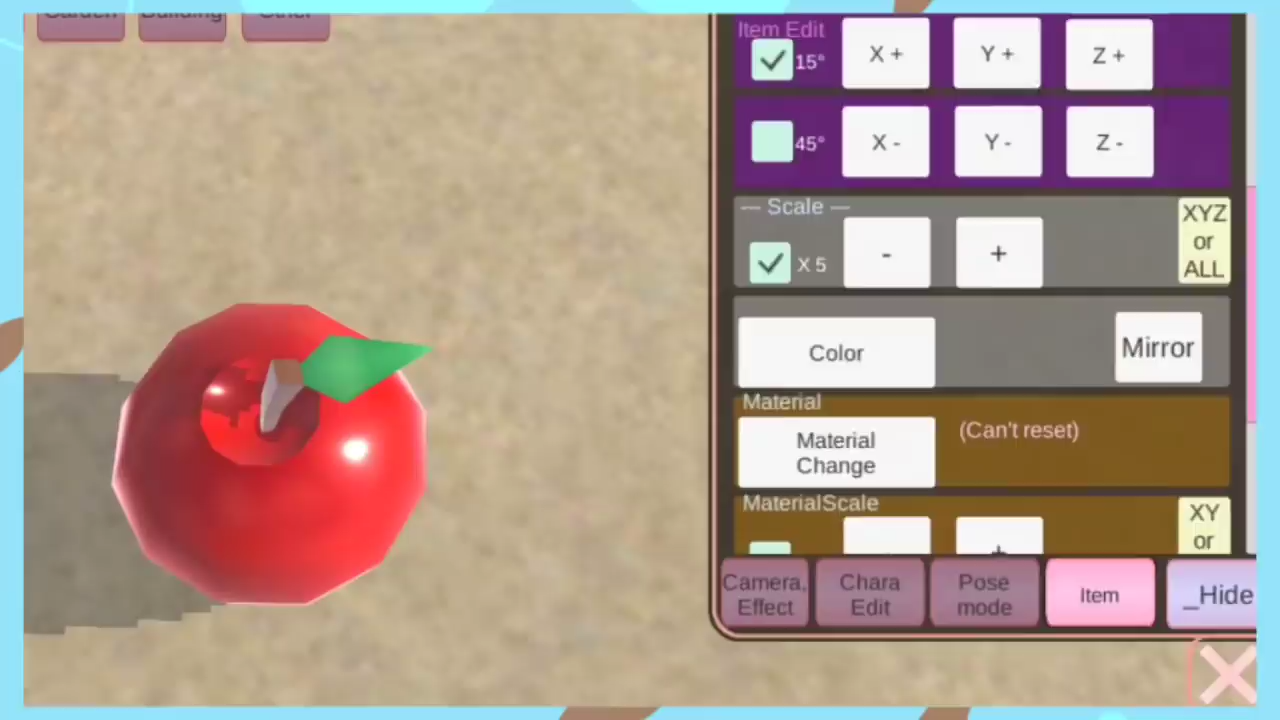 Garden
Building
Other
Item Edit
15°
X +
Y +
Z +
45°
X -
Y -
Z -
— Scale —
X 5
-
+
XYZ
or
ALL
Color
Mirror
Material
Material
Change
(Can't reset)
MaterialScale
+
XY
or
Camera,
Effect
Chara
Edit
Pose
mode
Item
_Hide